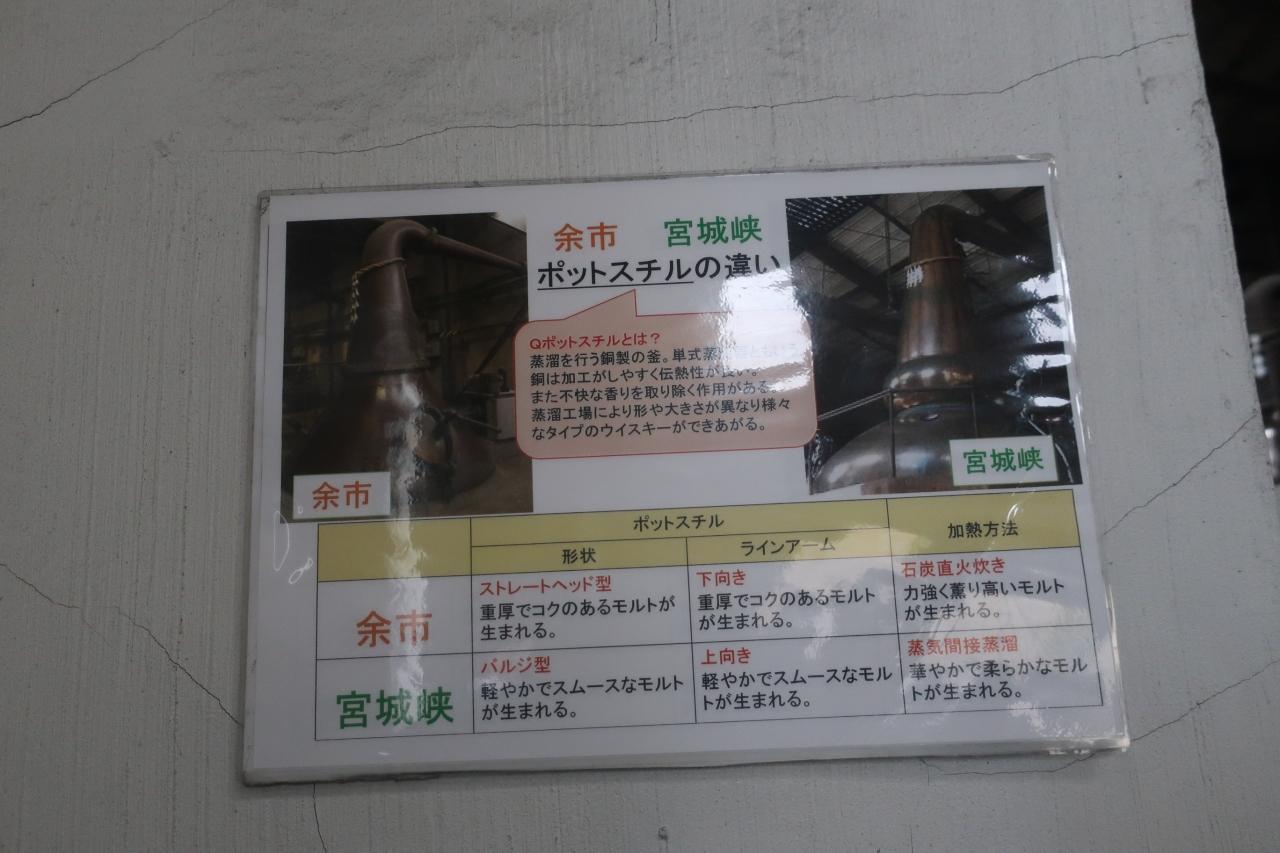 余市　宮城峡
ポットスチルの違い
Qポットスチルとは？
蒸溜を行う銅製の釜。単式蒸溜器ともいう
銅は加工がしやすく伝熱性が良い。
また不快な香りを取り除く作用がある。
蒸溜工場により形や大きさが異なり様々
なタイプのウイスキーができあがる。
余市
宮城峡
ポットスチル
加熱方法
形状
ラインアーム
余市
ストレートヘッド型
重厚でコクのあるモルトが
生まれる。
下向き
重厚でコクのあるモルト
が生まれる。
石炭直火炊き
力強く薫り高いモルト
が生まれる。
宮城峡
バルジ型
軽やかでスムースなモルト
が生まれる。
上向き
軽やかでスムースなモル
トが生まれる。
蒸気間接蒸溜
華やかで柔らかなモル
トが生まれる。